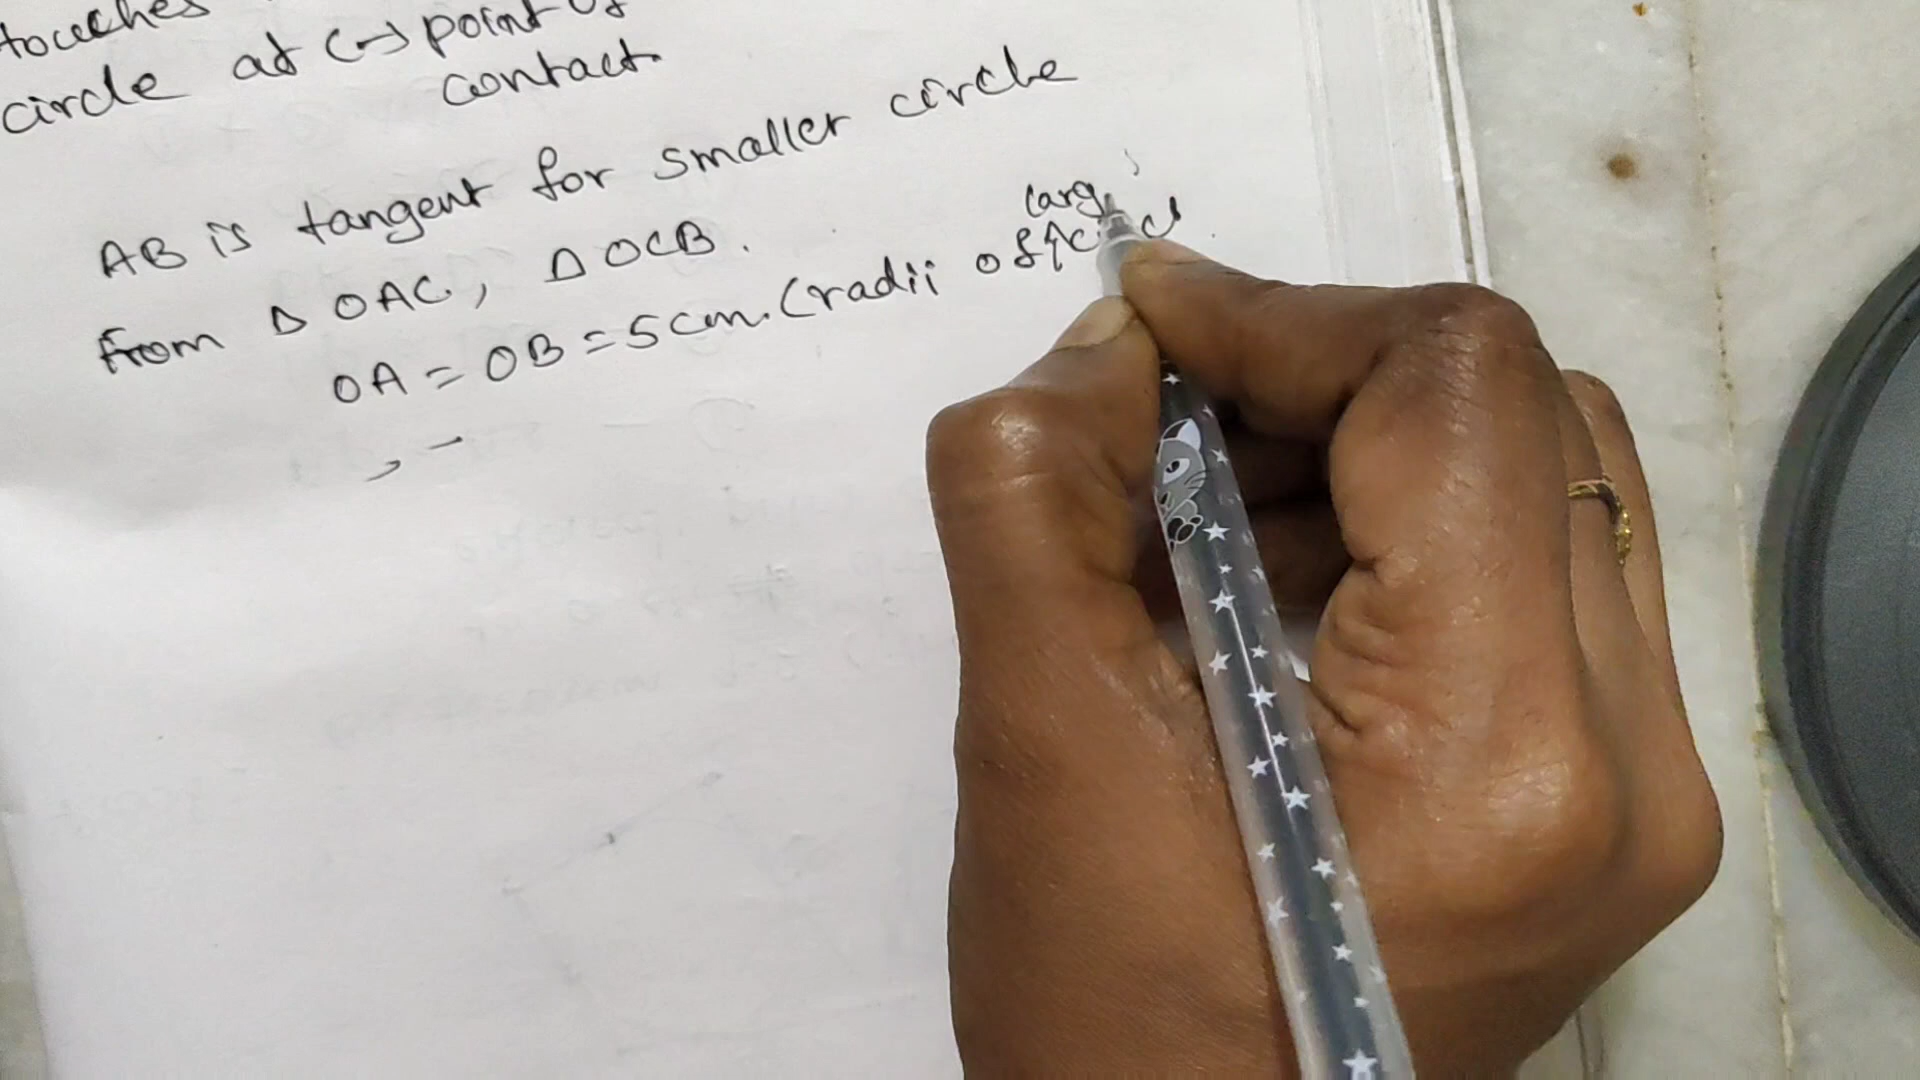 touches
circle at (→) point of
contact.
AB is tangent for smaller circle
from Δ OAC, Δ OCB.
larg
OA = OB = 5cm. (radii of